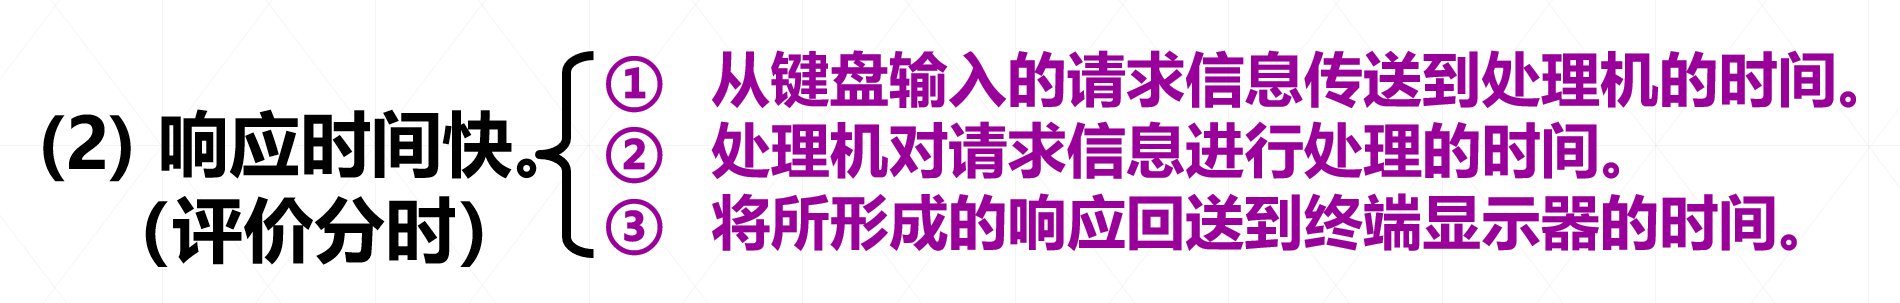 (2) 响应时间快。
(评价分时)
① 从键盘输入的请求信息传送到处理机的时间。
② 处理机对请求信息进行处理的时间。
③ 将所形成的响应回送到终端显示器的时间。